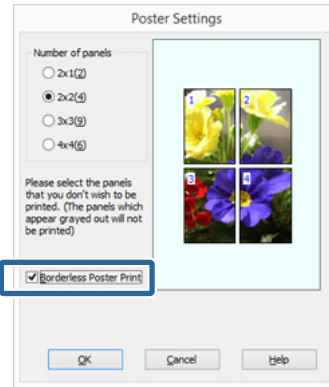 Poster Settings
Number of panels
2x1(2)
2x2(4)
3x3(9)
4x4(6)
Please select the panels
that you don't wish to be
printed. (The panels which
appear grayed out will not
be printed)
1
2
3
4
Borderless Poster Print
OK
Cancel
Help